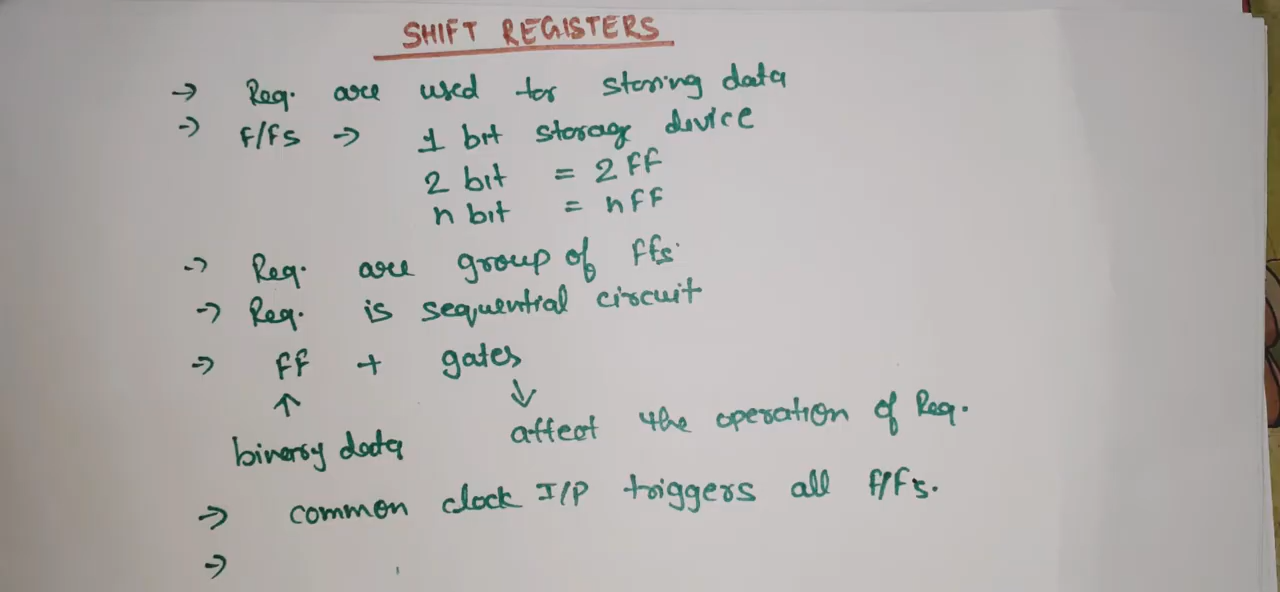 SHIFT REGISTERS
→ Reg. are used for storing data
→ F/Fs → 1 bit storage device
2 bit = 2 FF
n bit = n FF
→ Reg. are group of FFs.
→ Reg. is sequential circuit
→ FF + gates
↑ ↓
binary data affect the operation of Reg.
→ common clock I/P triggers all F/Fs.
→